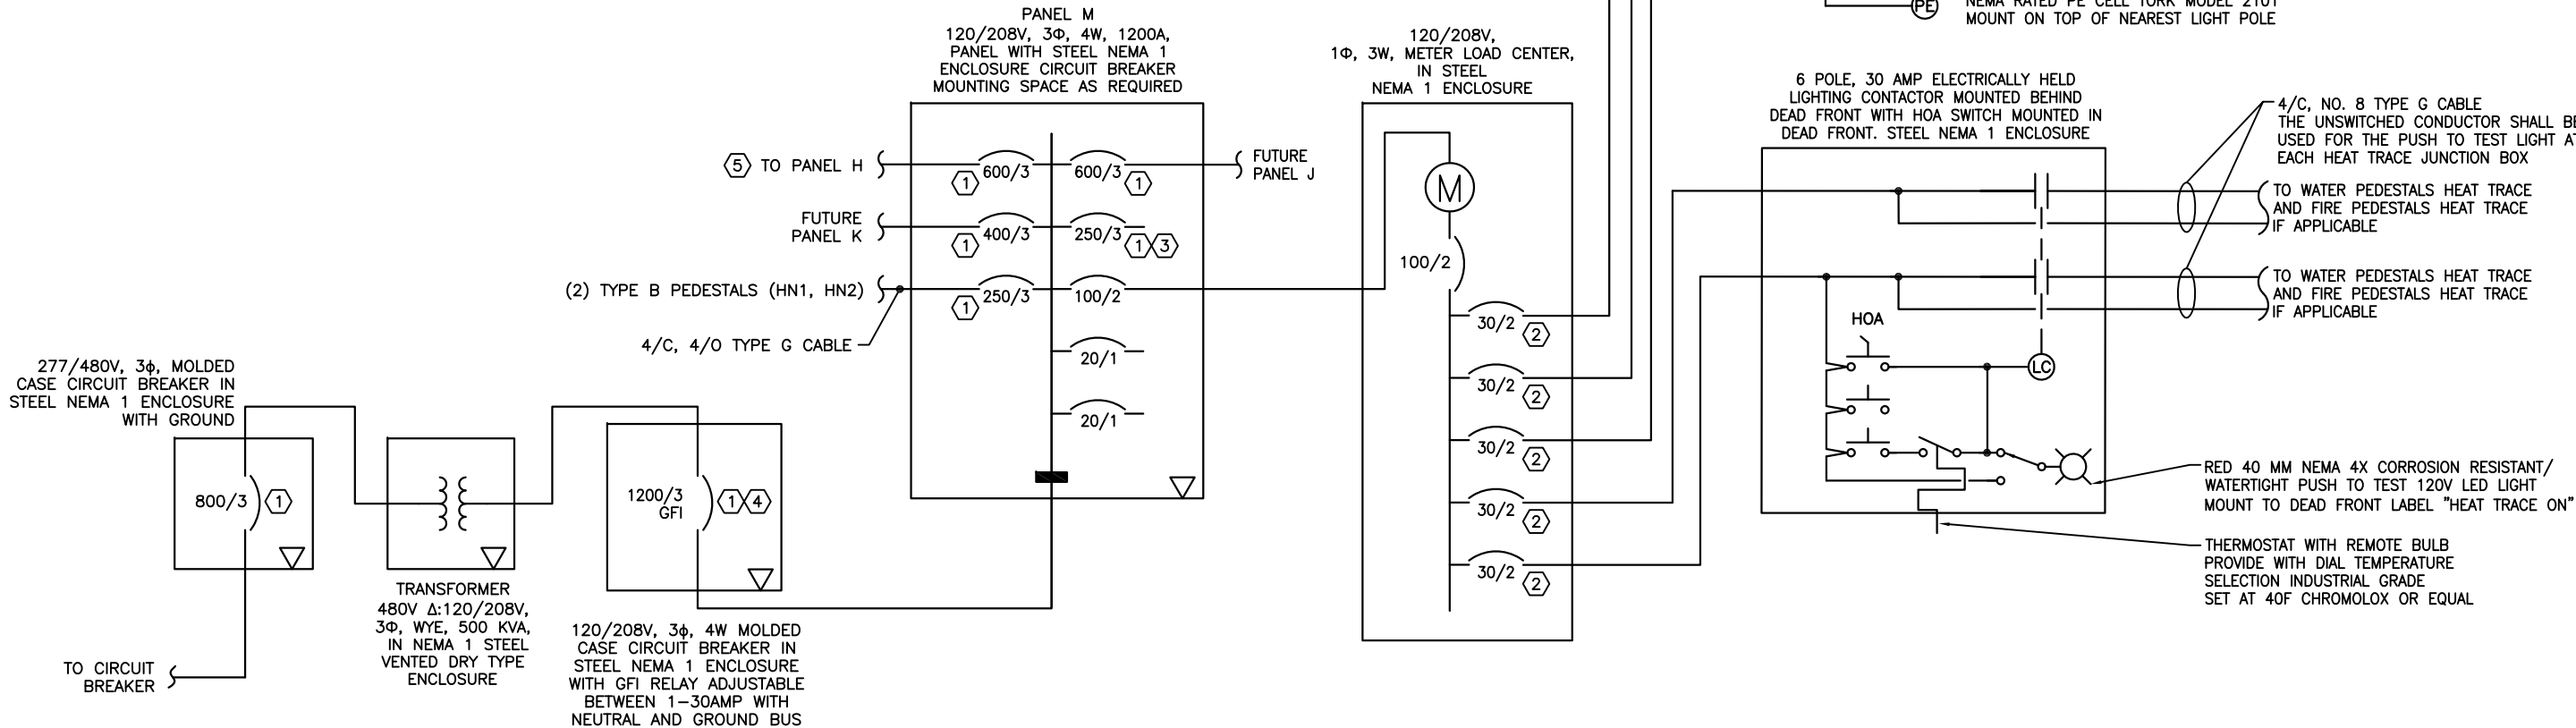 PANEL M
120/208V, 3Φ, 4W, 1200A,
PANEL WITH STEEL NEMA 1
ENCLOSURE CIRCUIT BREAKER
MOUNTING SPACE AS REQUIRED
5 TO PANEL H
600/3
1
600/3
1
FUTURE
PANEL J
FUTURE
PANEL K
400/3
1
250/3
1 3
(2) TYPE B PEDESTALS (HN1, HN2)
250/3
1
100/2
4/C, 4/0 TYPE G CABLE
20/1
20/1
277/480V, 3ϕ, MOLDED
CASE CIRCUIT BREAKER IN
STEEL NEMA 1 ENCLOSURE
WITH GROUND
800/3
1
TO CIRCUIT
BREAKER
TRANSFORMER
480V Δ:120/208V,
3Φ, WYE, 500 KVA,
IN NEMA 1 STEEL
VENTED DRY TYPE
ENCLOSURE
1200/3
GFI
1 4
120/208V, 3ϕ, 4W MOLDED
CASE CIRCUIT BREAKER IN
STEEL NEMA 1 ENCLOSURE
WITH GFI RELAY ADJUSTABLE
BETWEEN 1-30AMP WITH
NEUTRAL AND GROUND BUS
120/208V,
1Φ, 3W, METER LOAD CENTER,
IN STEEL
NEMA 1 ENCLOSURE
M
100/2
30/2
2
30/2
2
30/2
2
30/2
2
30/2
2
PE
NEMA RATED PE CELL TORK MODEL 2101
MOUNT ON TOP OF NEAREST LIGHT POLE
6 POLE, 30 AMP ELECTRICALLY HELD
LIGHTING CONTACTOR MOUNTED BEHIND
DEAD FRONT WITH HOA SWITCH MOUNTED IN
DEAD FRONT. STEEL NEMA 1 ENCLOSURE
4/C, NO. 8 TYPE G CABLE
THE UNSWITCHED CONDUCTOR SHALL BE
USED FOR THE PUSH TO TEST LIGHT AT
EACH HEAT TRACE JUNCTION BOX
TO WATER PEDESTALS HEAT TRACE
AND FIRE PEDESTALS HEAT TRACE
IF APPLICABLE
TO WATER PEDESTALS HEAT TRACE
AND FIRE PEDESTALS HEAT TRACE
IF APPLICABLE
HOA
LC
RED 40 MM NEMA 4X CORROSION RESISTANT/
WATERTIGHT PUSH TO TEST 120V LED LIGHT
MOUNT TO DEAD FRONT LABEL "HEAT TRACE ON"
THERMOSTAT WITH REMOTE BULB
PROVIDE WITH DIAL TEMPERATURE
SELECTION INDUSTRIAL GRADE
SET AT 40F CHROMOLOX OR EQUAL